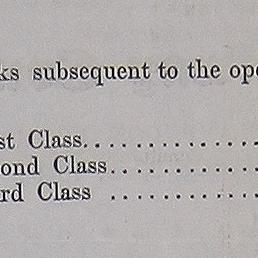 ks subsequent to the ope
st Class..................
ond Class................
rd Class ................